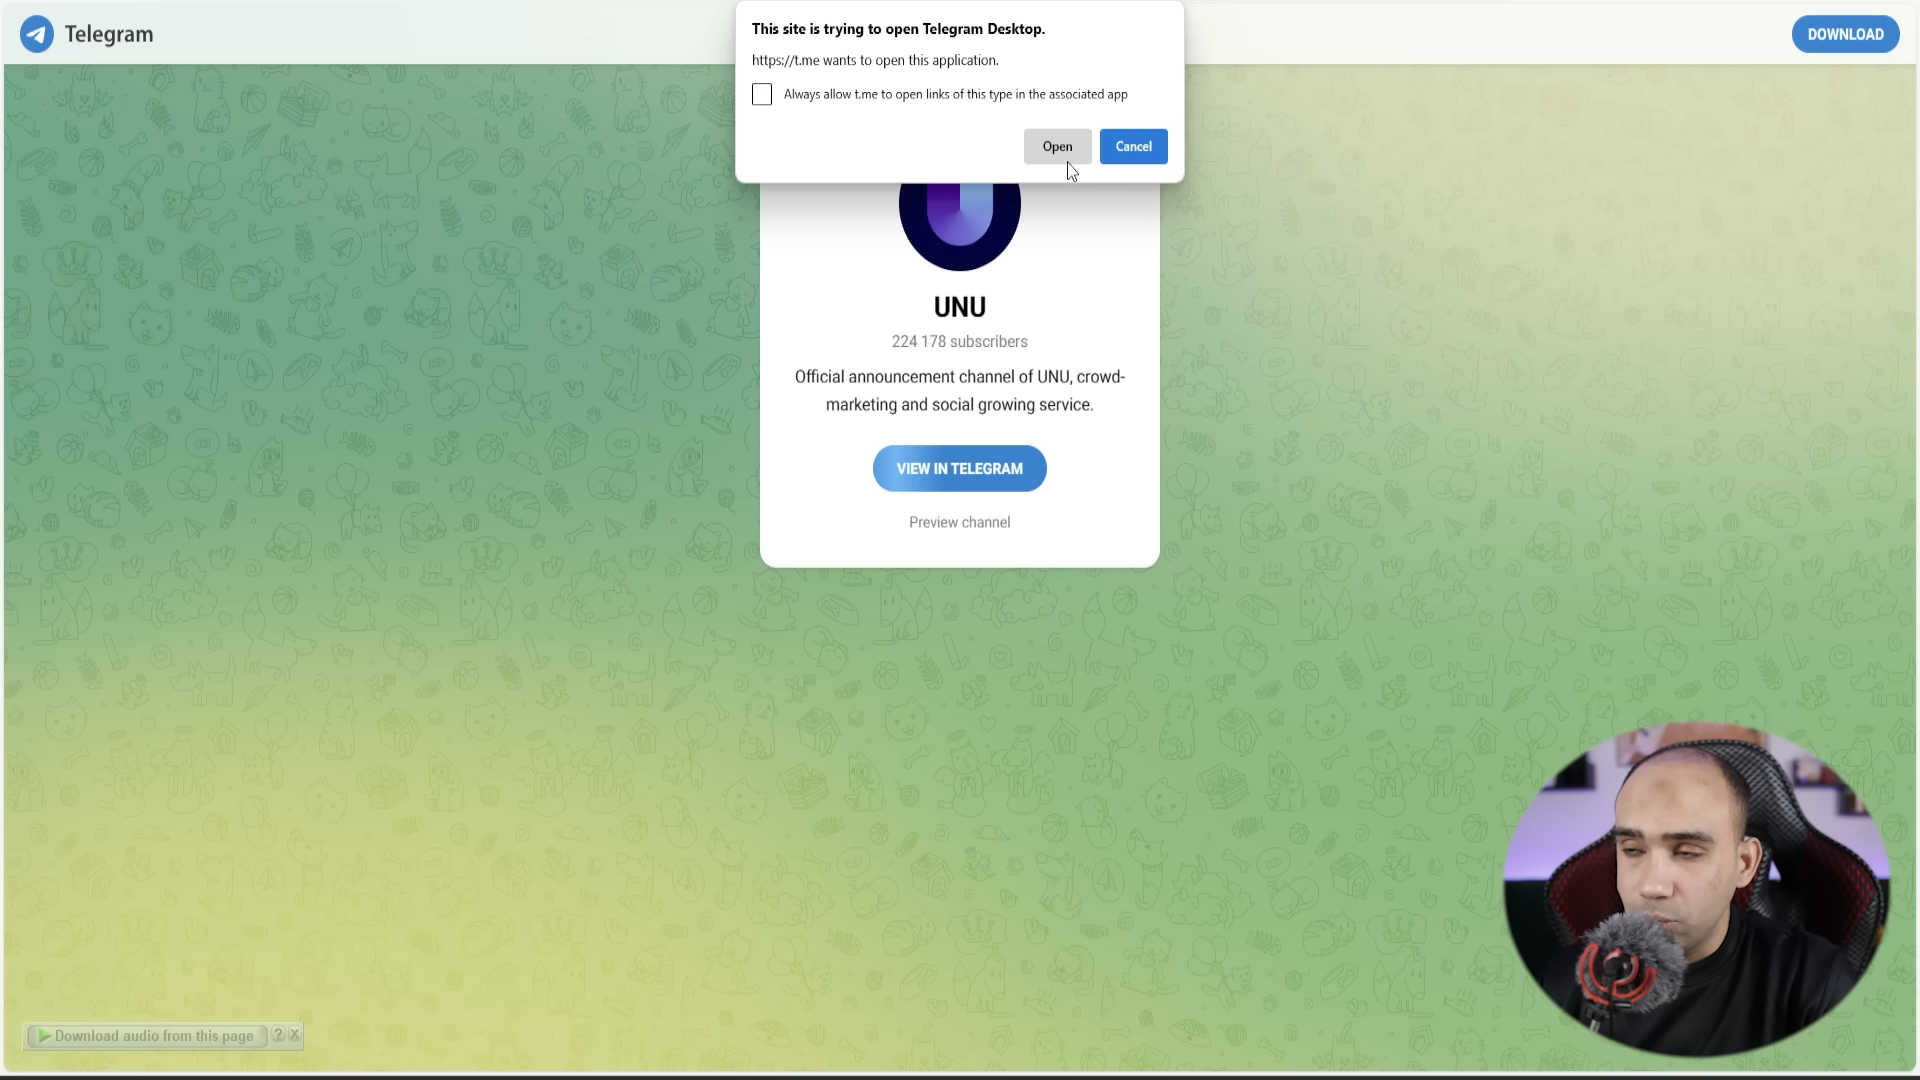 Telegram
This site is trying to open Telegram Desktop.
https://t.me wants to open this application.
Always allow t.me to open links of this type in the associated app
Open
Cancel
DOWNLOAD
UNU
224 178 subscribers
Official announcement channel of UNU, crowd-
marketing and social growing service.
VIEW IN TELEGRAM
Preview channel
Download audio from this page
? X